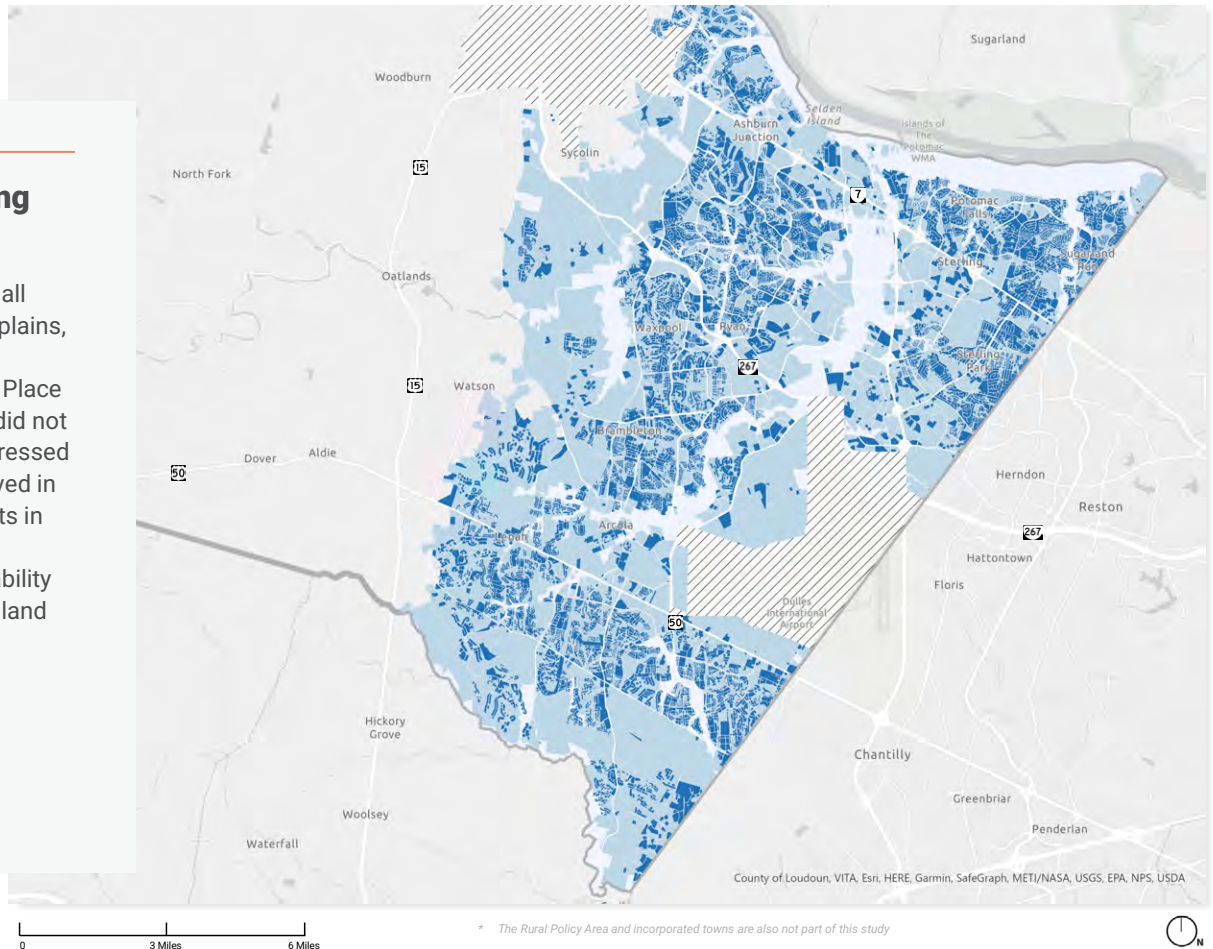 ng
all
plains,
Place
did not
ressed
ved in
ts in
ability
land
Sugarland
Woodburn
Selden
Island
Islands of
The
Potomac
WMA
Ashburn
Junction
Sycolin
15
North Fork
7
Potomac
Falls
Sugarland
Run
Sterling
Oatlands
Waxpool
Ryan
Sterling
Park
267
15
Watson
Brambleton
50
Dover
Aldie
Herndon
Reston
Arcola
Lenah
267
Hattontown
Floris
Dulles
International
Airport
50
Hickory
Grove
Chantilly
Greenbriar
Woolsey
Penderlan
Waterfall
County of Loudoun, VITA, Esri, HERE, Garmin, SafeGraph, METI/NASA, USGS, EPA, NPS, USDA
0
3 Miles
6 Miles
* The Rural Policy Area and incorporated towns are also not part of this study
N